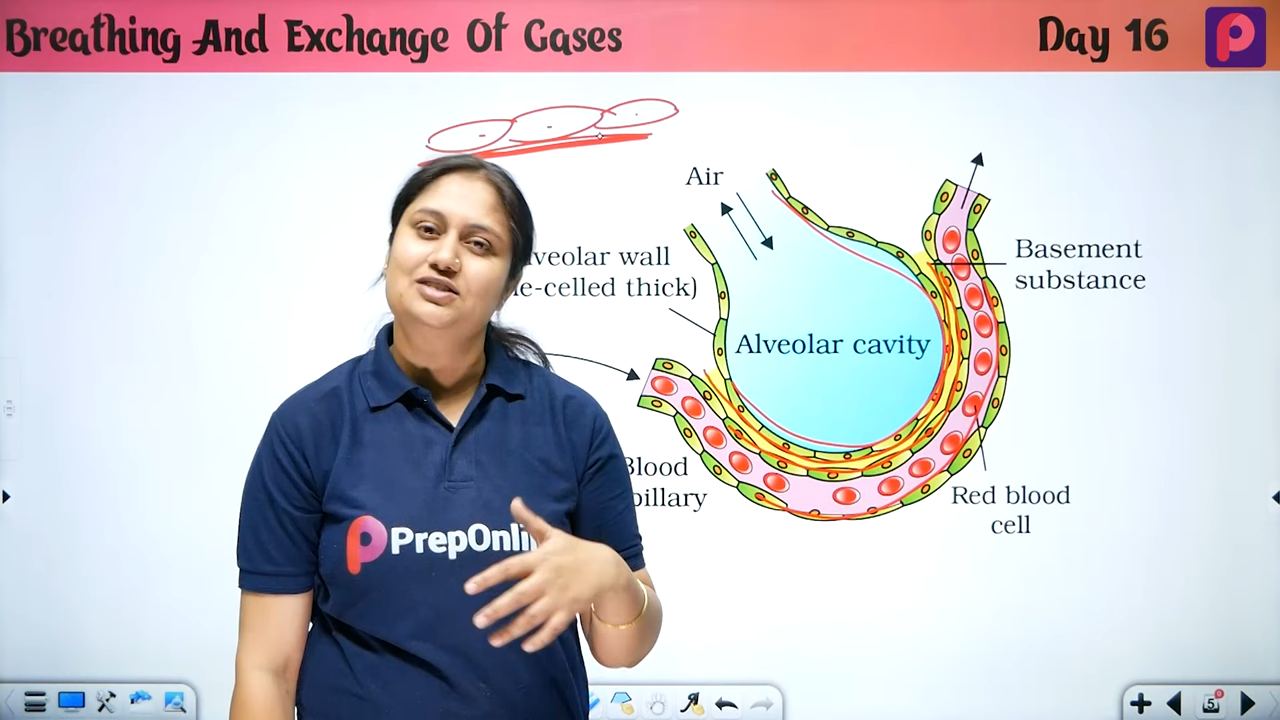 Breathing And Exchange Of Gases
Day 16
Air
lveolar wall
e-celled thick)
Basement
substance
Alveolar cavity
Blood
pillary
Red blood
cell
PrepOnli
5